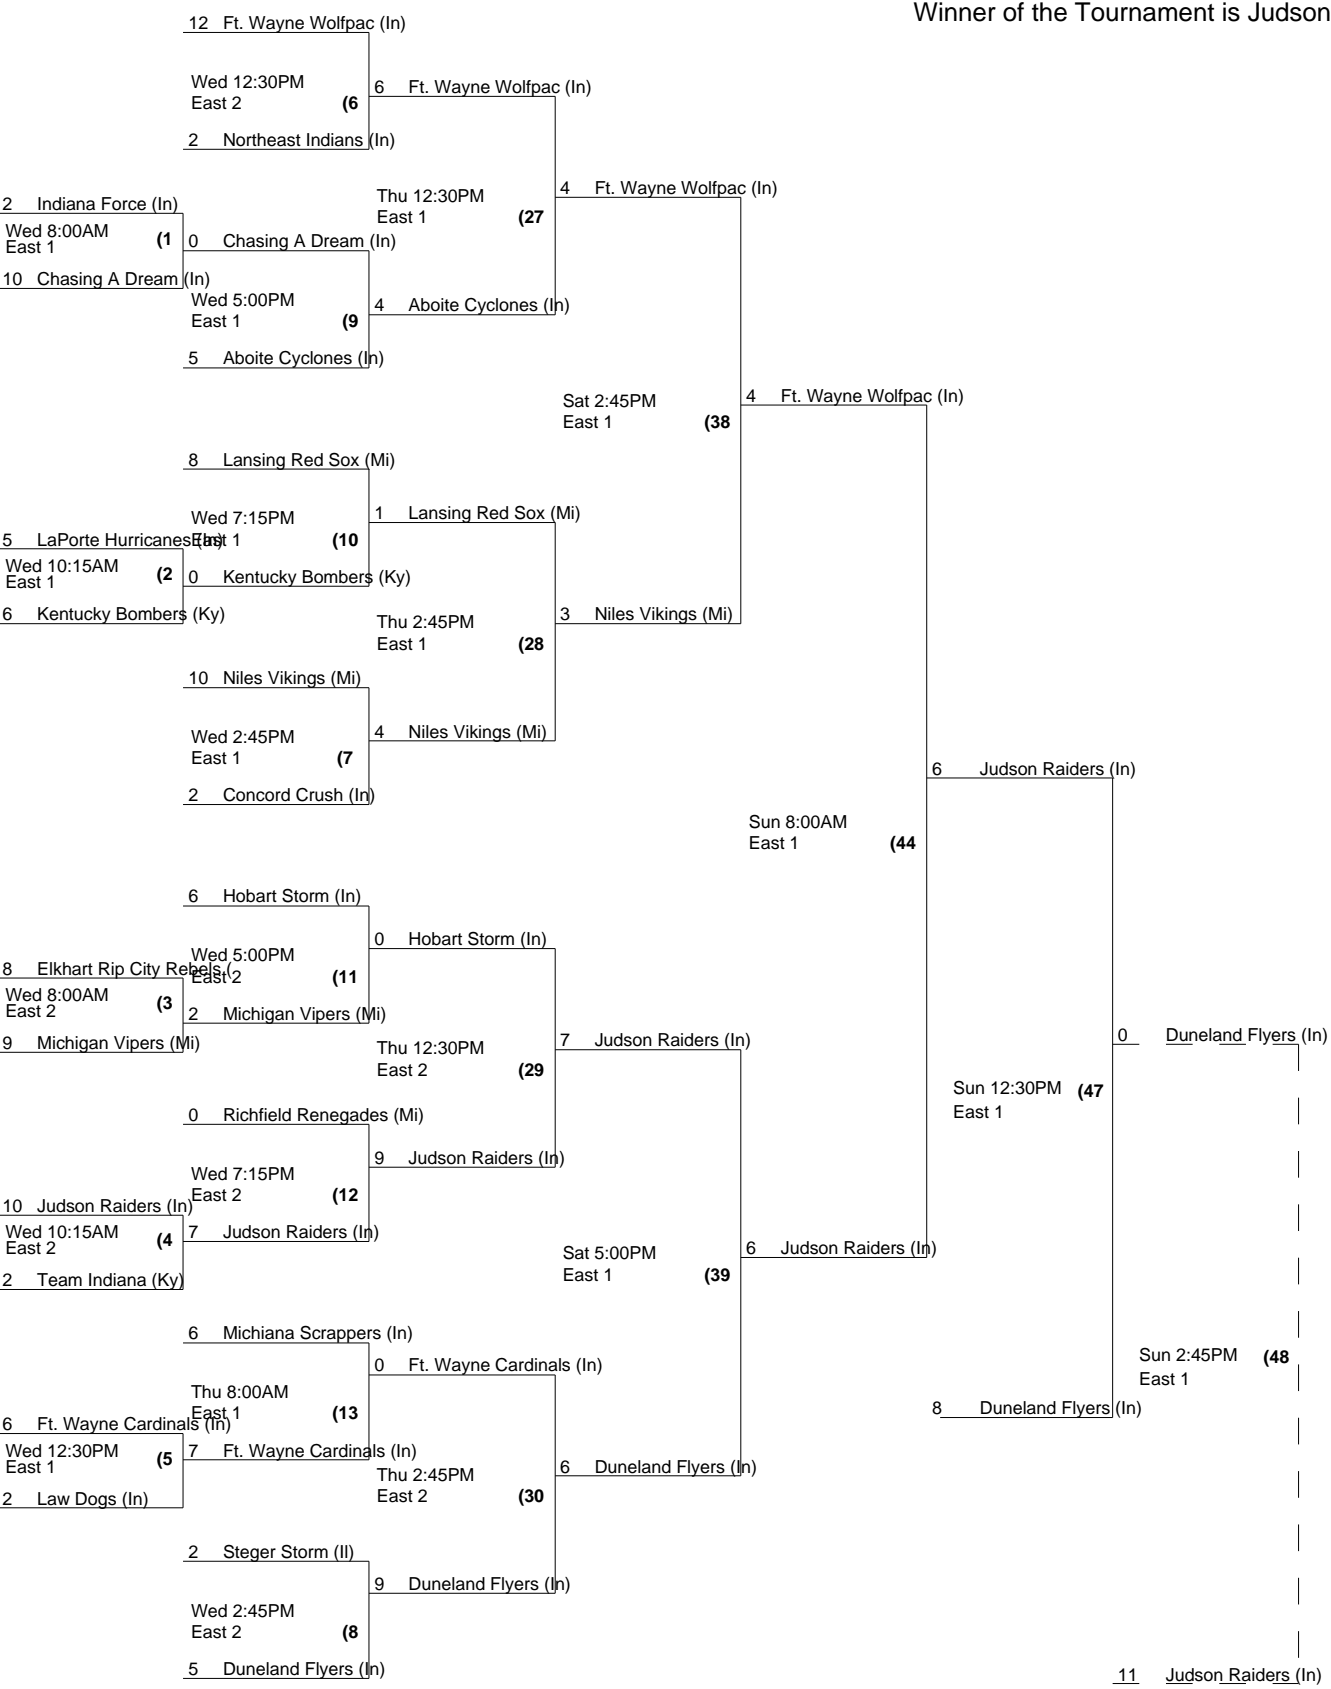 Winner of the Tournament is Judson
12 Ft. Wayne Wolfpac (In)
Wed 12:30PM
East 2 (6
6 Ft. Wayne Wolfpac (In)
2 Northeast Indians (In)
2 Indiana Force (In)
Wed 8:00AM
East 1 (1
0 Chasing A Dream (In)
10 Chasing A Dream (In)
Thu 12:30PM
East 1 (27
4 Ft. Wayne Wolfpac (In)
Wed 5:00PM
East 1 (9
4 Aboite Cyclones (In)
5 Aboite Cyclones (In)
Sat 2:45PM
East 1 (38
4 Ft. Wayne Wolfpac (In)
8 Lansing Red Sox (Mi)
Wed 7:15PM
East 1 (10
1 Lansing Red Sox (Mi)
5 LaPorte Hurricanes (In)
Wed 10:15AM
East 1 (2
0 Kentucky Bombers (Ky)
6 Kentucky Bombers (Ky)
Thu 2:45PM
East 1 (28
3 Niles Vikings (Mi)
10 Niles Vikings (Mi)
Wed 2:45PM
East 1 (7
4 Niles Vikings (Mi)
2 Concord Crush (In)
6 Judson Raiders (In)
Sun 8:00AM
East 1 (44
6 Hobart Storm (In)
Wed 5:00PM
East 2 (11
0 Hobart Storm (In)
8 Elkhart Rip City Rebels (
Wed 8:00AM
East 2 (3
2 Michigan Vipers (Mi)
9 Michigan Vipers (Mi)
Thu 12:30PM
East 2 (29
7 Judson Raiders (In)
0 Duneland Flyers (In)
Sun 12:30PM (47
East 1
0 Richfield Renegades (Mi)
Wed 7:15PM
East 2 (12
9 Judson Raiders (In)
10 Judson Raiders (In)
Wed 10:15AM
East 2 (4
7 Judson Raiders (In)
2 Team Indiana (Ky)
Sat 5:00PM
East 1 (39
6 Judson Raiders (In)
6 Michiana Scrappers (In)
Thu 8:00AM
East 1 (13
0 Ft. Wayne Cardinals (In)
Sun 2:45PM (48
East 1
8 Duneland Flyers (In)
6 Ft. Wayne Cardinals (In)
Wed 12:30PM
East 1 (5
7 Ft. Wayne Cardinals (In)
2 Law Dogs (In)
Thu 2:45PM
East 2 (30
6 Duneland Flyers (In)
2 Steger Storm (Il)
Wed 2:45PM
East 2 (8
9 Duneland Flyers (In)
5 Duneland Flyers (In)
11 Judson Raiders (In)